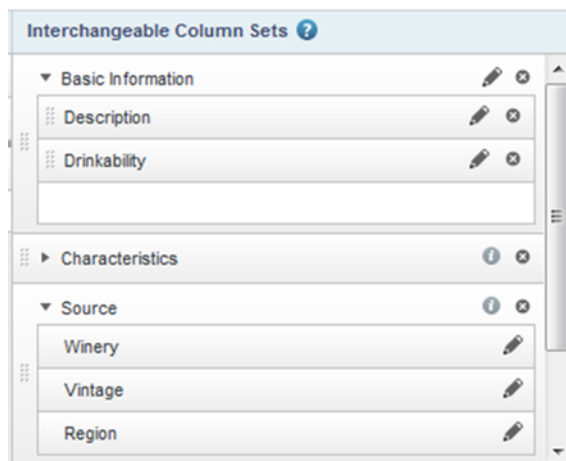 Interchangeable Column Sets ?
Basic Information
Description
Drinkability
Characteristics i
Source i
Winery
Vintage
Region